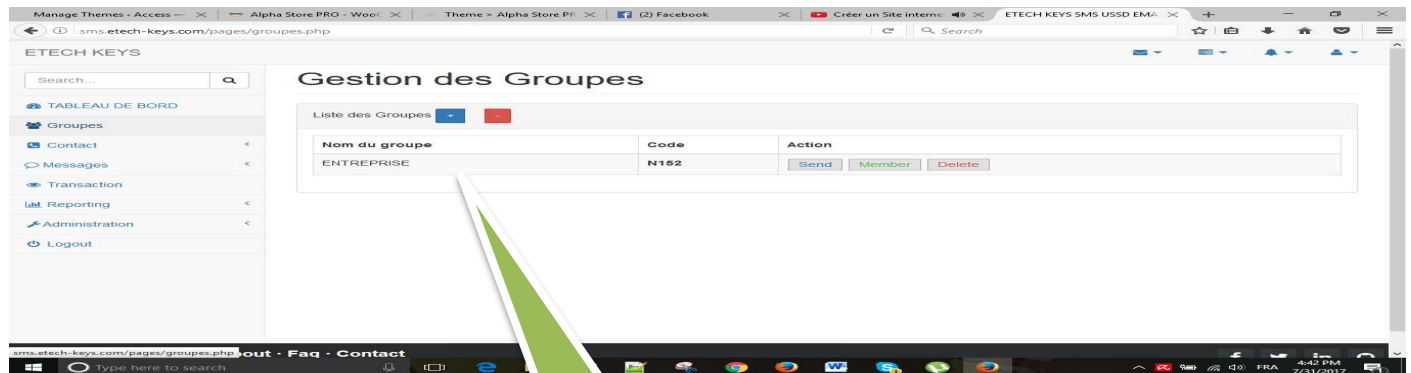 Manage Themes ‹ Access —
Alpha Store PRO - WooC
Theme > Alpha Store PR
(2) Facebook
Créer un Site interne
ETECH KEYS SMS USSD EMA
sms.etech-keys.com/pages/groupes.php
Search
ETECH KEYS
Search...
TABLEAU DE BORD
Groupes
Contact
Messages
Transaction
Reporting
Administration
Logout
Gestion des Groupes
Liste des Groupes + -
Nom du groupe Code Action
ENTREPRISE N152 Send Member Delete
sms.etech-keys.com/pages/groupes.php
out · Faq · Contact
Type here to search
FRA
4:42 PM
7/31/2017